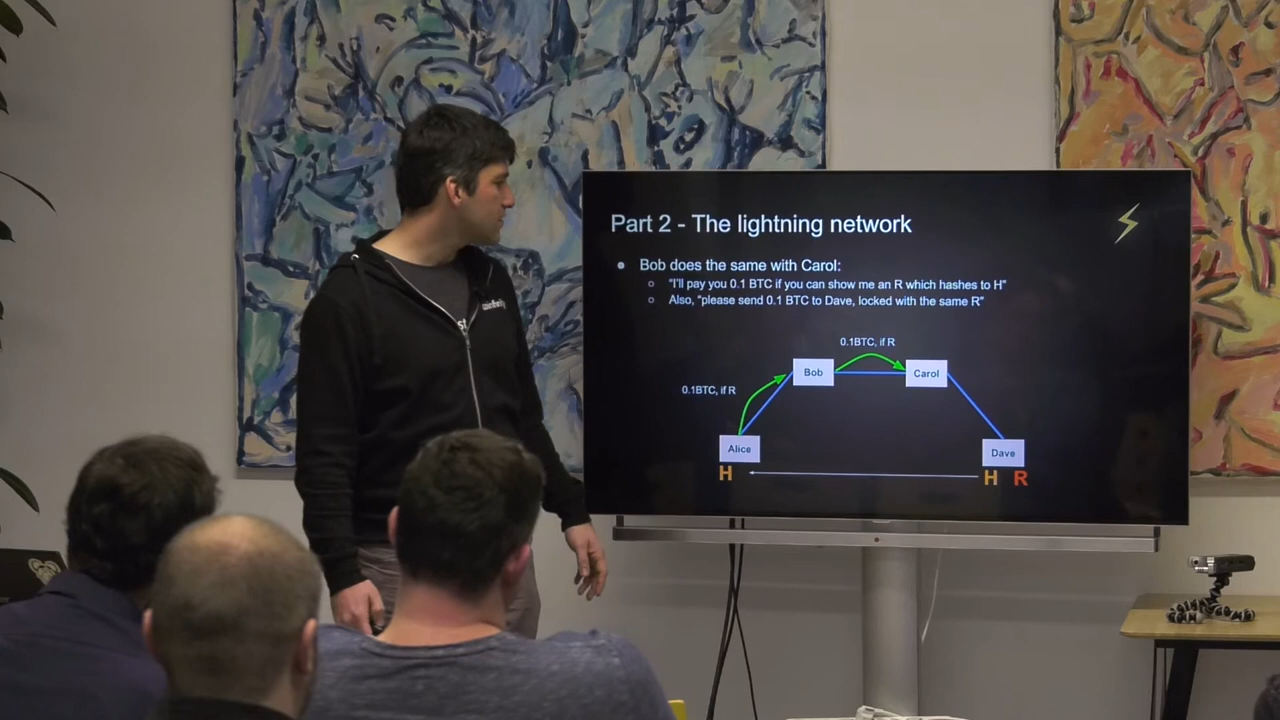 Part 2 - The lightning network
Bob does the same with Carol:
"I'll pay you 0.1 BTC if you can show me an R which hashes to H"
Also, "please send 0.1 BTC to Dave, locked with the same R"
0.1BTC, if R
Bob
Carol
0.1BTC, if R
Alice
Dave
H
H R